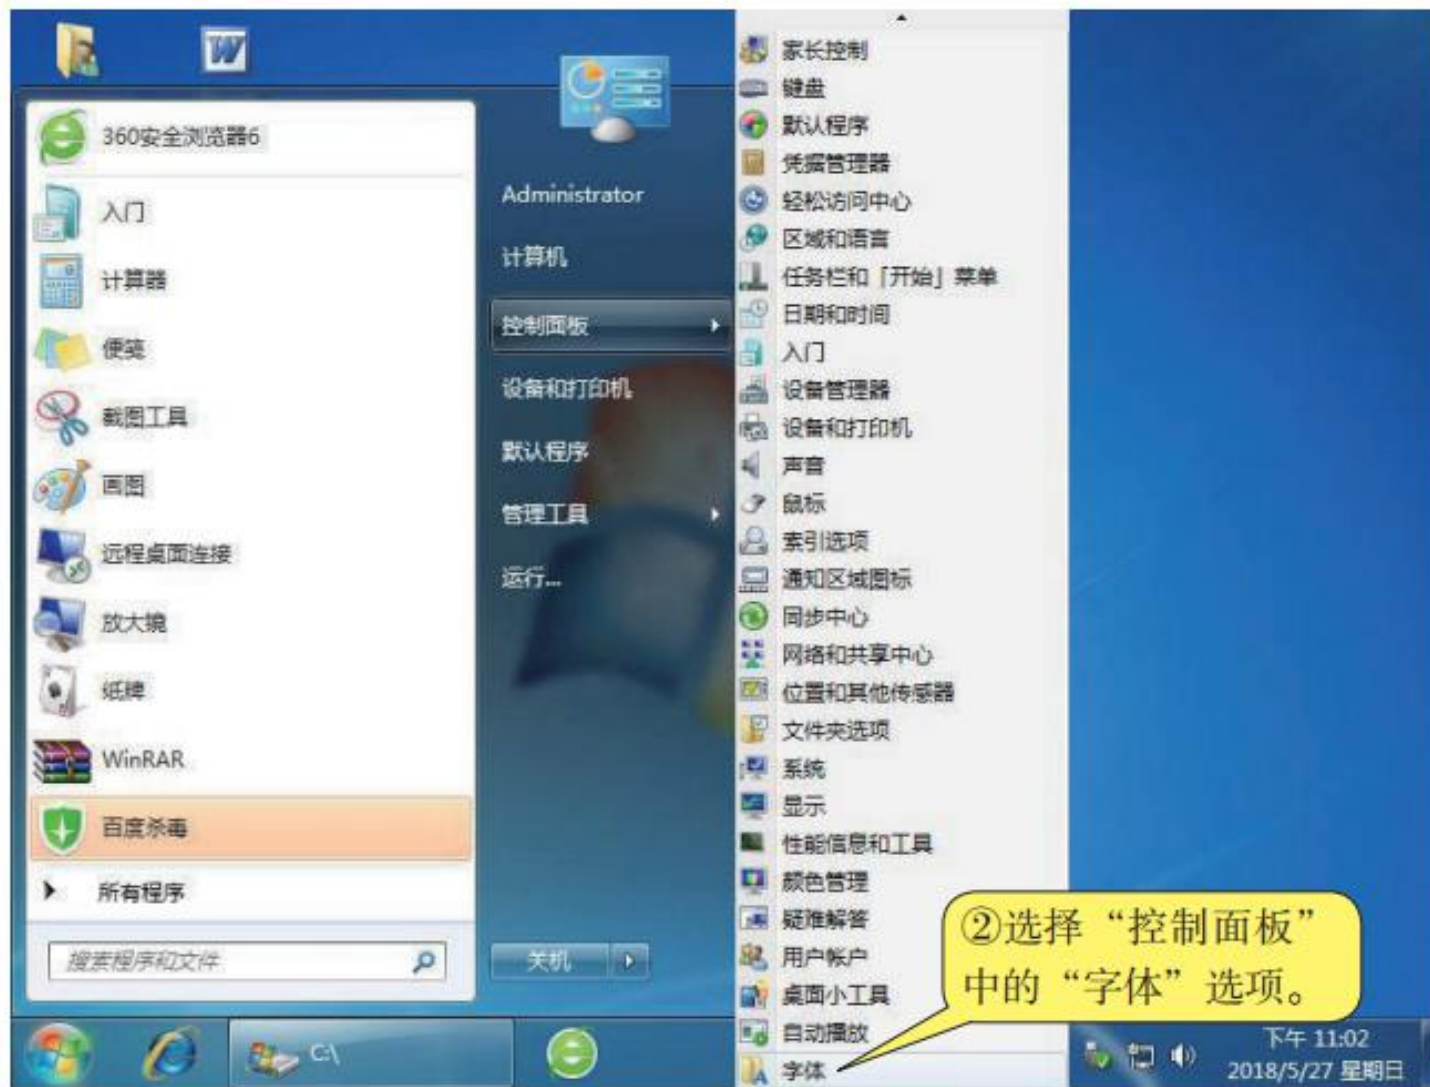 360安全浏览器6
入门
计算器
便笺
截图工具
画图
远程桌面连接
放大镜
纸牌
WinRAR
百度杀毒
所有程序
搜索程序和文件
Administrator
计算机
控制面板
设备和打印机
默认程序
管理工具
运行...
关机
家长控制
键盘
默认程序
凭据管理器
轻松访问中心
区域和语言
任务栏和「开始」菜单
日期和时间
入门
设备管理器
设备和打印机
声音
鼠标
索引选项
通知区域图标
同步中心
网络和共享中心
位置和其他传感器
文件夹选项
系统
显示
性能信息和工具
颜色管理
疑难解答
用户帐户
桌面小工具
自动播放
字体
②选择“控制面板”
中的“字体”选项。
C:\
下午 11:02
2018/5/27 星期日